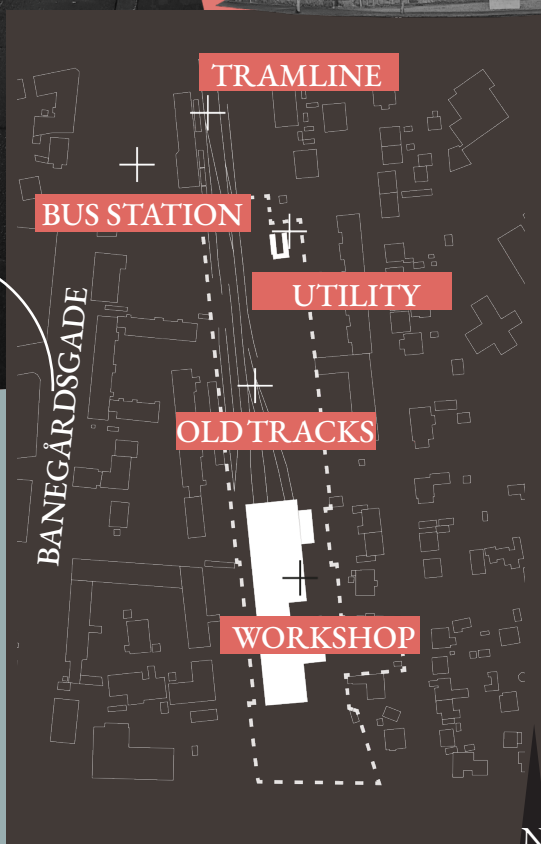 TRAMLINE
BUS STATION
UTILITY
BANEGÅRDSGADE
OLD TRACKS
WORKSHOP
N